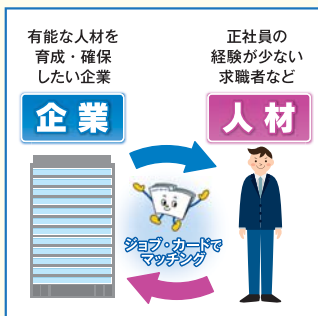 有能な人材を
育成・確保
したい企業
企業
正社員の
経験が少ない
求職者など
人材
ジョブ・カードで
マッチング